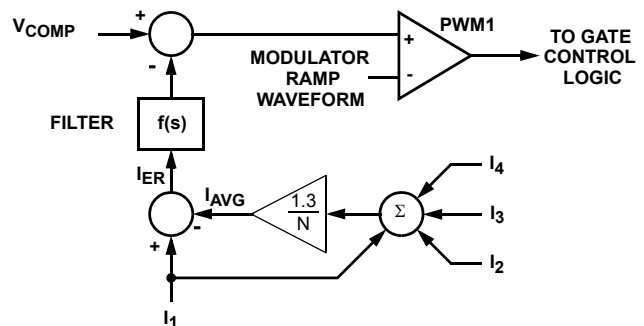 V_COMP
+
-
MODULATOR
RAMP
WAVEFORM
+
-
PWM1
TO GATE
CONTROL
LOGIC
FILTER
f(s)
I_ER
I_AVG
+
-
1.3
N
Σ
I_4
I_3
I_2
I_1